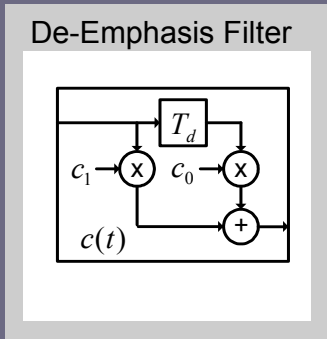 De-Emphasis Filter
T_d
c_1 x c_0 x
c(t) +